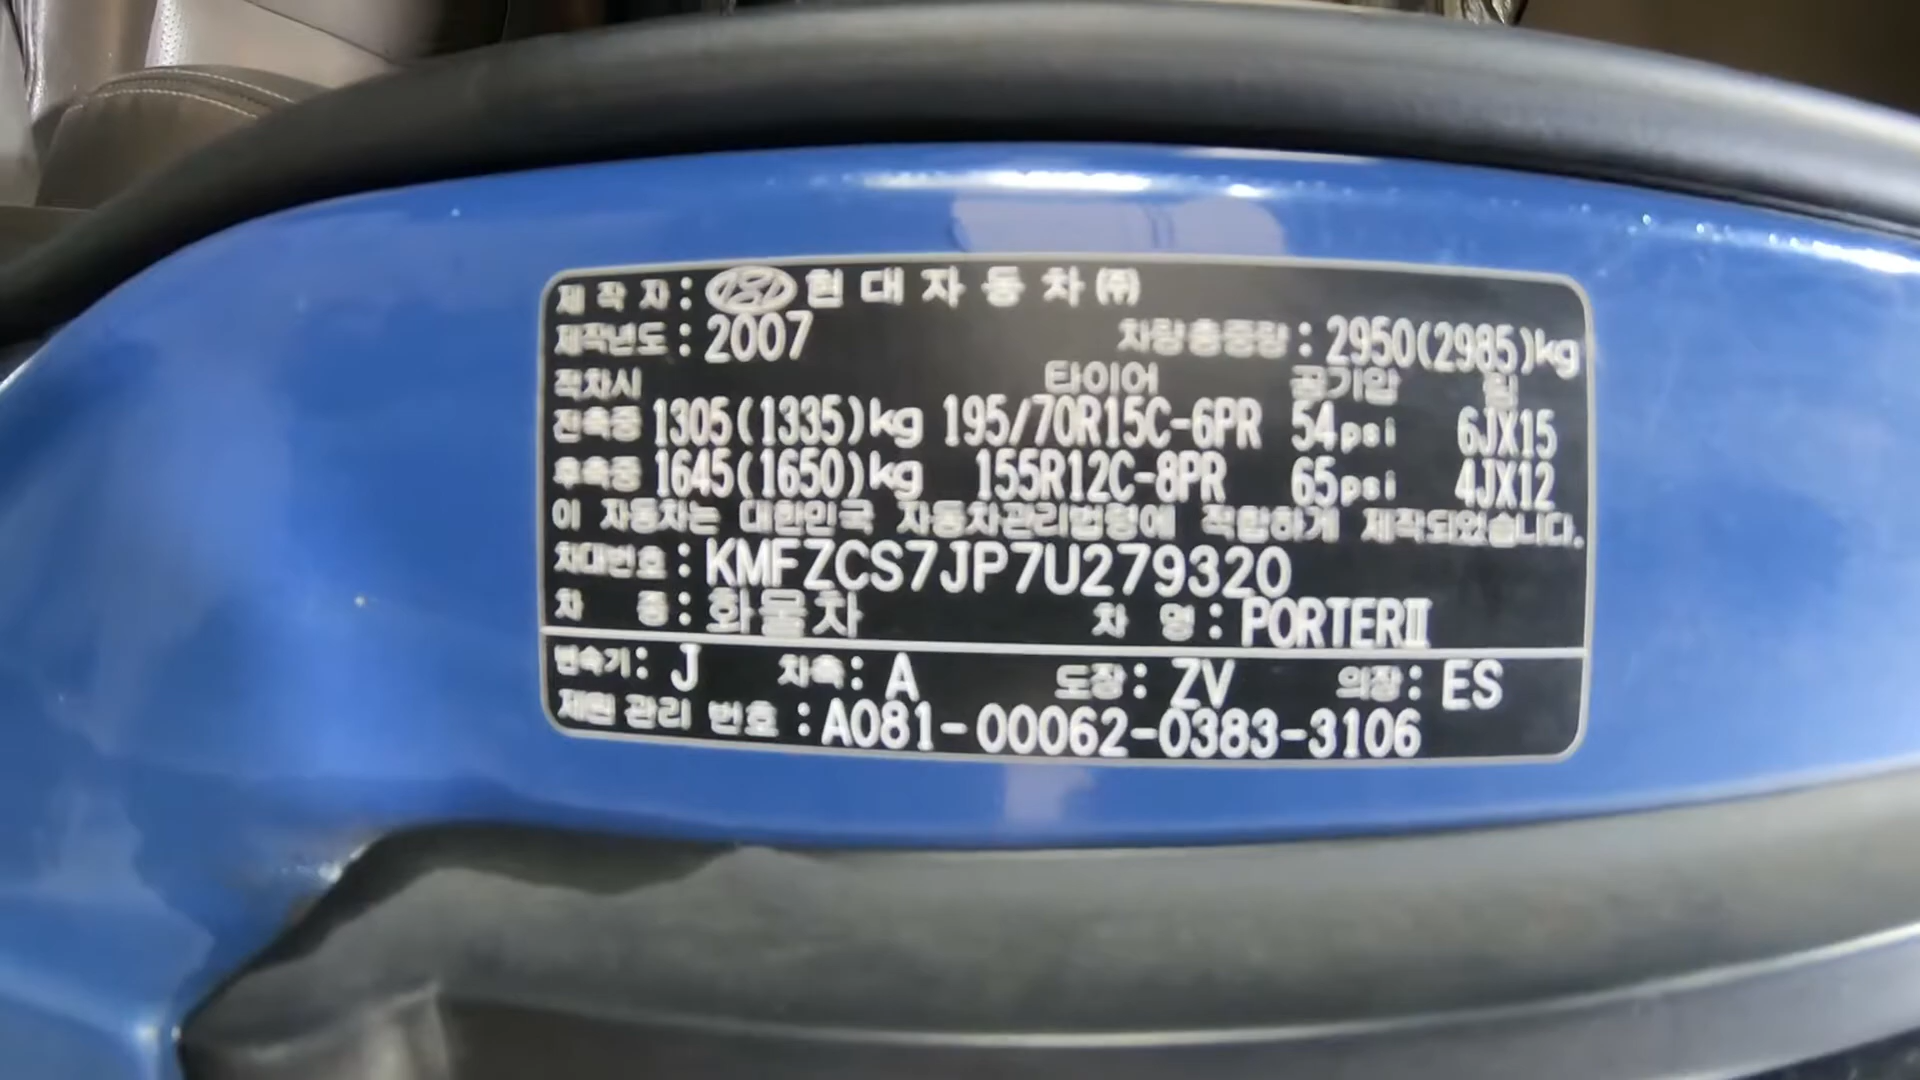 제 작 자 : 현 대 자 동 차 ㈜
제작년도 : 2007 차량총중량 : 2950(2985)kg
적차시 타이어 공기압 휠
전축중 1305(1335)kg 195/70R15C-6PR 54psi 6JX15
후축중 1645(1650)kg 155R12C-8PR 65psi 4JX12
이 자동차는 대한민국 자동차관리법령에 적합하게 제작되었습니다.
차대번호 : KMFZCS7JP7U279320
차 종 : 화물차 차 명 : PORTERⅡ
변속기 : J 차축 : A 도장 : ZV 의장 : ES
제원 관리 번호 : A081-00062-0383-3106